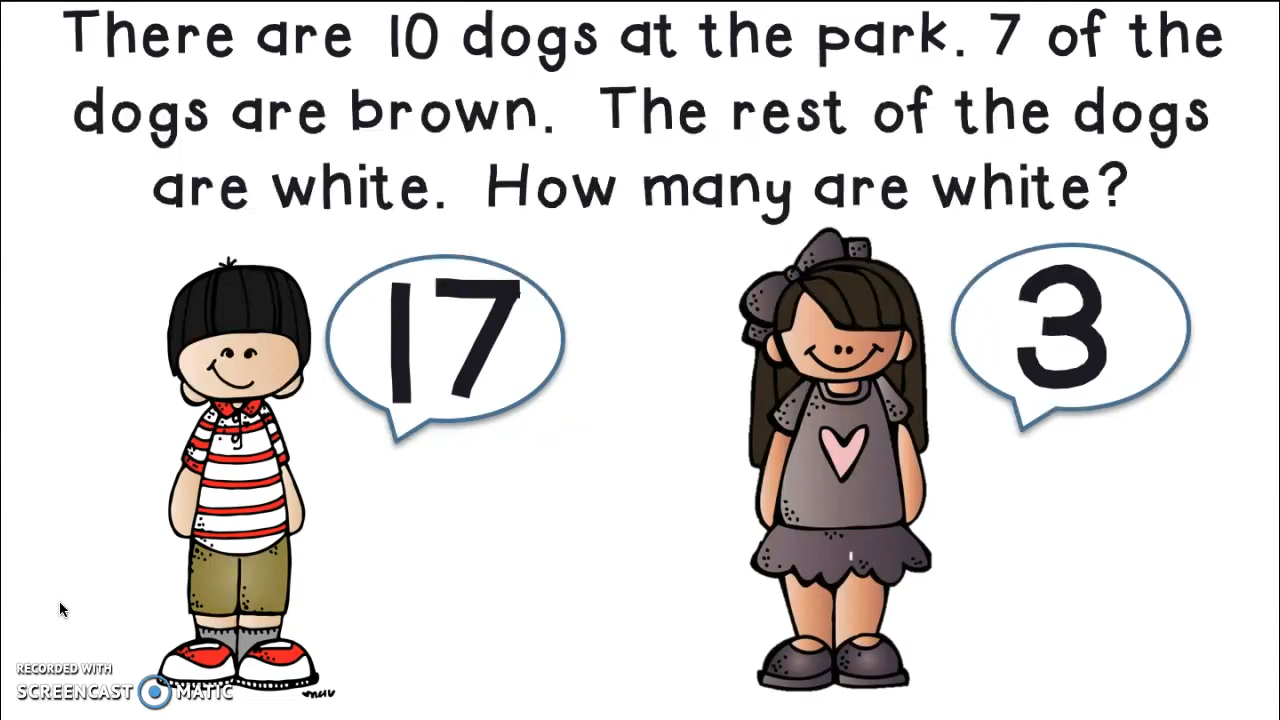 There are 10 dogs at the park. 7 of the
dogs are brown. The rest of the dogs
are white. How many are white?
17
3
RECORDED WITH
SCREENCAST MATIC